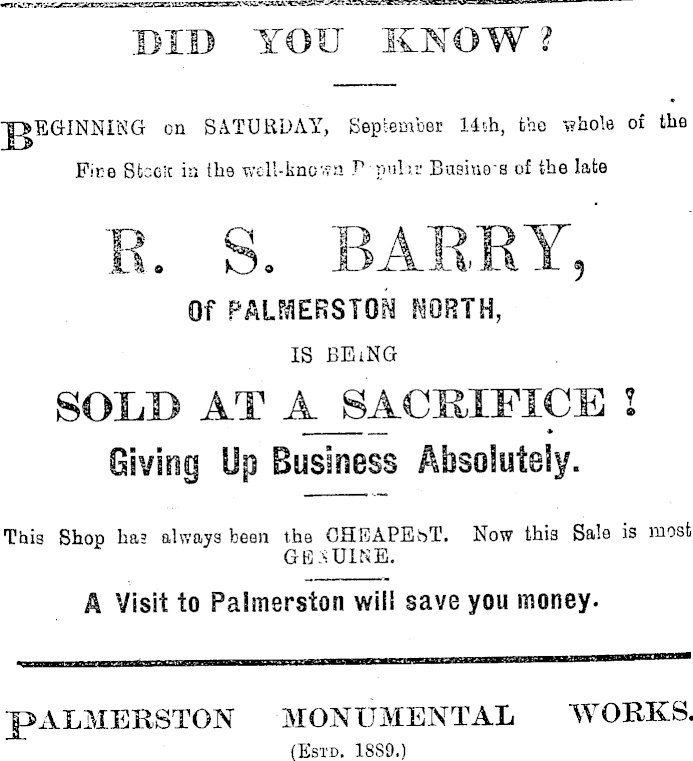 DID YOU KNOW?
BEGINNING on SATURDAY, September 14th, the whole of the
Fine Stock in the well-known Popular Business of the late
R. S. BARRY,
Of PALMERSTON NORTH,
IS BEING
SOLD AT A SACRIFICE!
Giving Up Business Absolutely.
This Shop has always been the CHEAPEST. Now this Sale is most
GENUINE.
A Visit to Palmerston will save you money.
PALMERSTON MONUMENTAL WORKS.
(ESTD. 1889.)